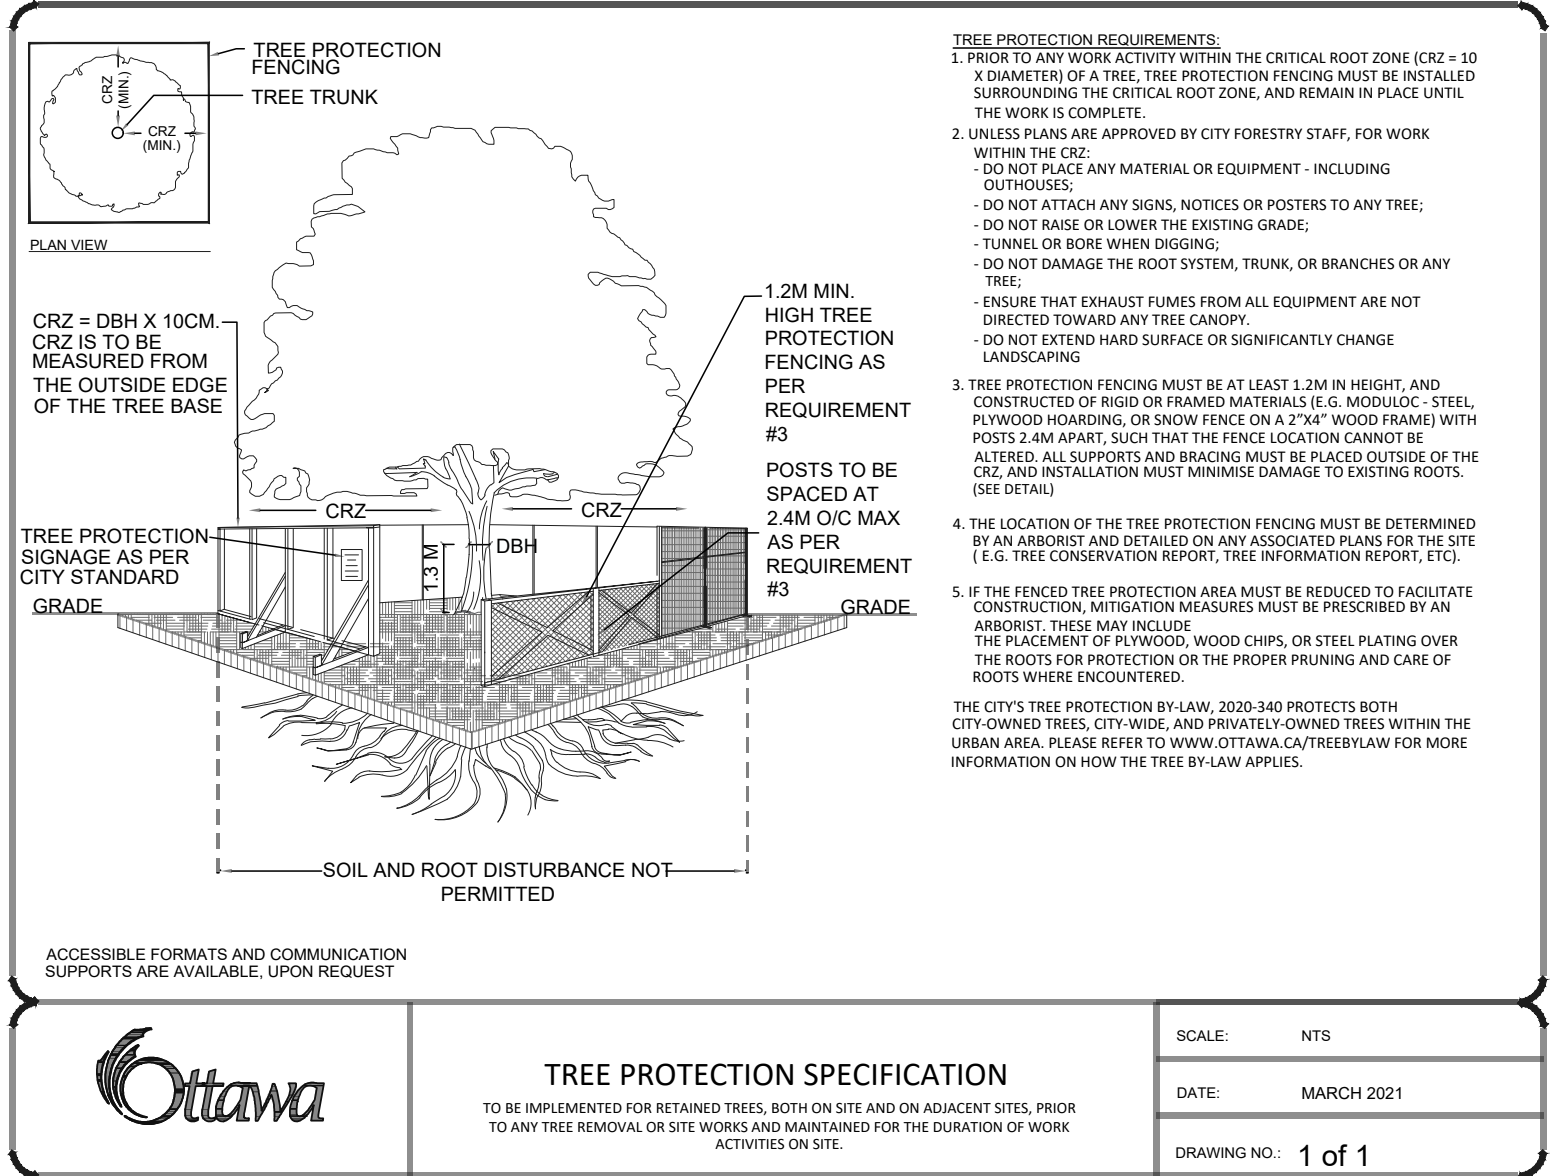 TREE PROTECTION
FENCING
TREE TRUNK
CRZ
(MIN.)
CRZ
(MIN.)
PLAN VIEW
CRZ = DBH X 10CM.
CRZ IS TO BE
MEASURED FROM
THE OUTSIDE EDGE
OF THE TREE BASE
TREE PROTECTION
SIGNAGE AS PER
CITY STANDARD
GRADE
CRZ
CRZ
DBH
1.3 M
1.2M MIN.
HIGH TREE
PROTECTION
FENCING AS
PER
REQUIREMENT
#3
POSTS TO BE
SPACED AT
2.4M O/C MAX
AS PER
REQUIREMENT
#3
GRADE
SOIL AND ROOT DISTURBANCE NOT
PERMITTED
ACCESSIBLE FORMATS AND COMMUNICATION
SUPPORTS ARE AVAILABLE, UPON REQUEST
TREE PROTECTION REQUIREMENTS:
1. PRIOR TO ANY WORK ACTIVITY WITHIN THE CRITICAL ROOT ZONE (CRZ = 10
X DIAMETER) OF A TREE, TREE PROTECTION FENCING MUST BE INSTALLED
SURROUNDING THE CRITICAL ROOT ZONE, AND REMAIN IN PLACE UNTIL
THE WORK IS COMPLETE.
2. UNLESS PLANS ARE APPROVED BY CITY FORESTRY STAFF, FOR WORK
WITHIN THE CRZ:
- DO NOT PLACE ANY MATERIAL OR EQUIPMENT - INCLUDING
OUTHOUSES;
- DO NOT ATTACH ANY SIGNS, NOTICES OR POSTERS TO ANY TREE;
- DO NOT RAISE OR LOWER THE EXISTING GRADE;
- TUNNEL OR BORE WHEN DIGGING;
- DO NOT DAMAGE THE ROOT SYSTEM, TRUNK, OR BRANCHES OR ANY
TREE;
- ENSURE THAT EXHAUST FUMES FROM ALL EQUIPMENT ARE NOT
DIRECTED TOWARD ANY TREE CANOPY.
- DO NOT EXTEND HARD SURFACE OR SIGNIFICANTLY CHANGE
LANDSCAPING
3. TREE PROTECTION FENCING MUST BE AT LEAST 1.2M IN HEIGHT, AND
CONSTRUCTED OF RIGID OR FRAMED MATERIALS (E.G. MODULOC - STEEL,
PLYWOOD HOARDING, OR SNOW FENCE ON A 2”X4” WOOD FRAME) WITH
POSTS 2.4M APART, SUCH THAT THE FENCE LOCATION CANNOT BE
ALTERED. ALL SUPPORTS AND BRACING MUST BE PLACED OUTSIDE OF THE
CRZ, AND INSTALLATION MUST MINIMISE DAMAGE TO EXISTING ROOTS.
(SEE DETAIL)
4. THE LOCATION OF THE TREE PROTECTION FENCING MUST BE DETERMINED
BY AN ARBORIST AND DETAILED ON ANY ASSOCIATED PLANS FOR THE SITE
( E.G. TREE CONSERVATION REPORT, TREE INFORMATION REPORT, ETC).
5. IF THE FENCED TREE PROTECTION AREA MUST BE REDUCED TO FACILITATE
CONSTRUCTION, MITIGATION MEASURES MUST BE PRESCRIBED BY AN
ARBORIST. THESE MAY INCLUDE
THE PLACEMENT OF PLYWOOD, WOOD CHIPS, OR STEEL PLATING OVER
THE ROOTS FOR PROTECTION OR THE PROPER PRUNING AND CARE OF
ROOTS WHERE ENCOUNTERED.
THE CITY'S TREE PROTECTION BY-LAW, 2020-340 PROTECTS BOTH
CITY-OWNED TREES, CITY-WIDE, AND PRIVATELY-OWNED TREES WITHIN THE
URBAN AREA. PLEASE REFER TO WWW.OTTAWA.CA/TREEBYLAW FOR MORE
INFORMATION ON HOW THE TREE BY-LAW APPLIES.
Ottawa
TREE PROTECTION SPECIFICATION
TO BE IMPLEMENTED FOR RETAINED TREES, BOTH ON SITE AND ON ADJACENT SITES, PRIOR
TO ANY TREE REMOVAL OR SITE WORKS AND MAINTAINED FOR THE DURATION OF WORK
ACTIVITIES ON SITE.
SCALE: NTS
DATE: MARCH 2021
DRAWING NO.: 1 of 1